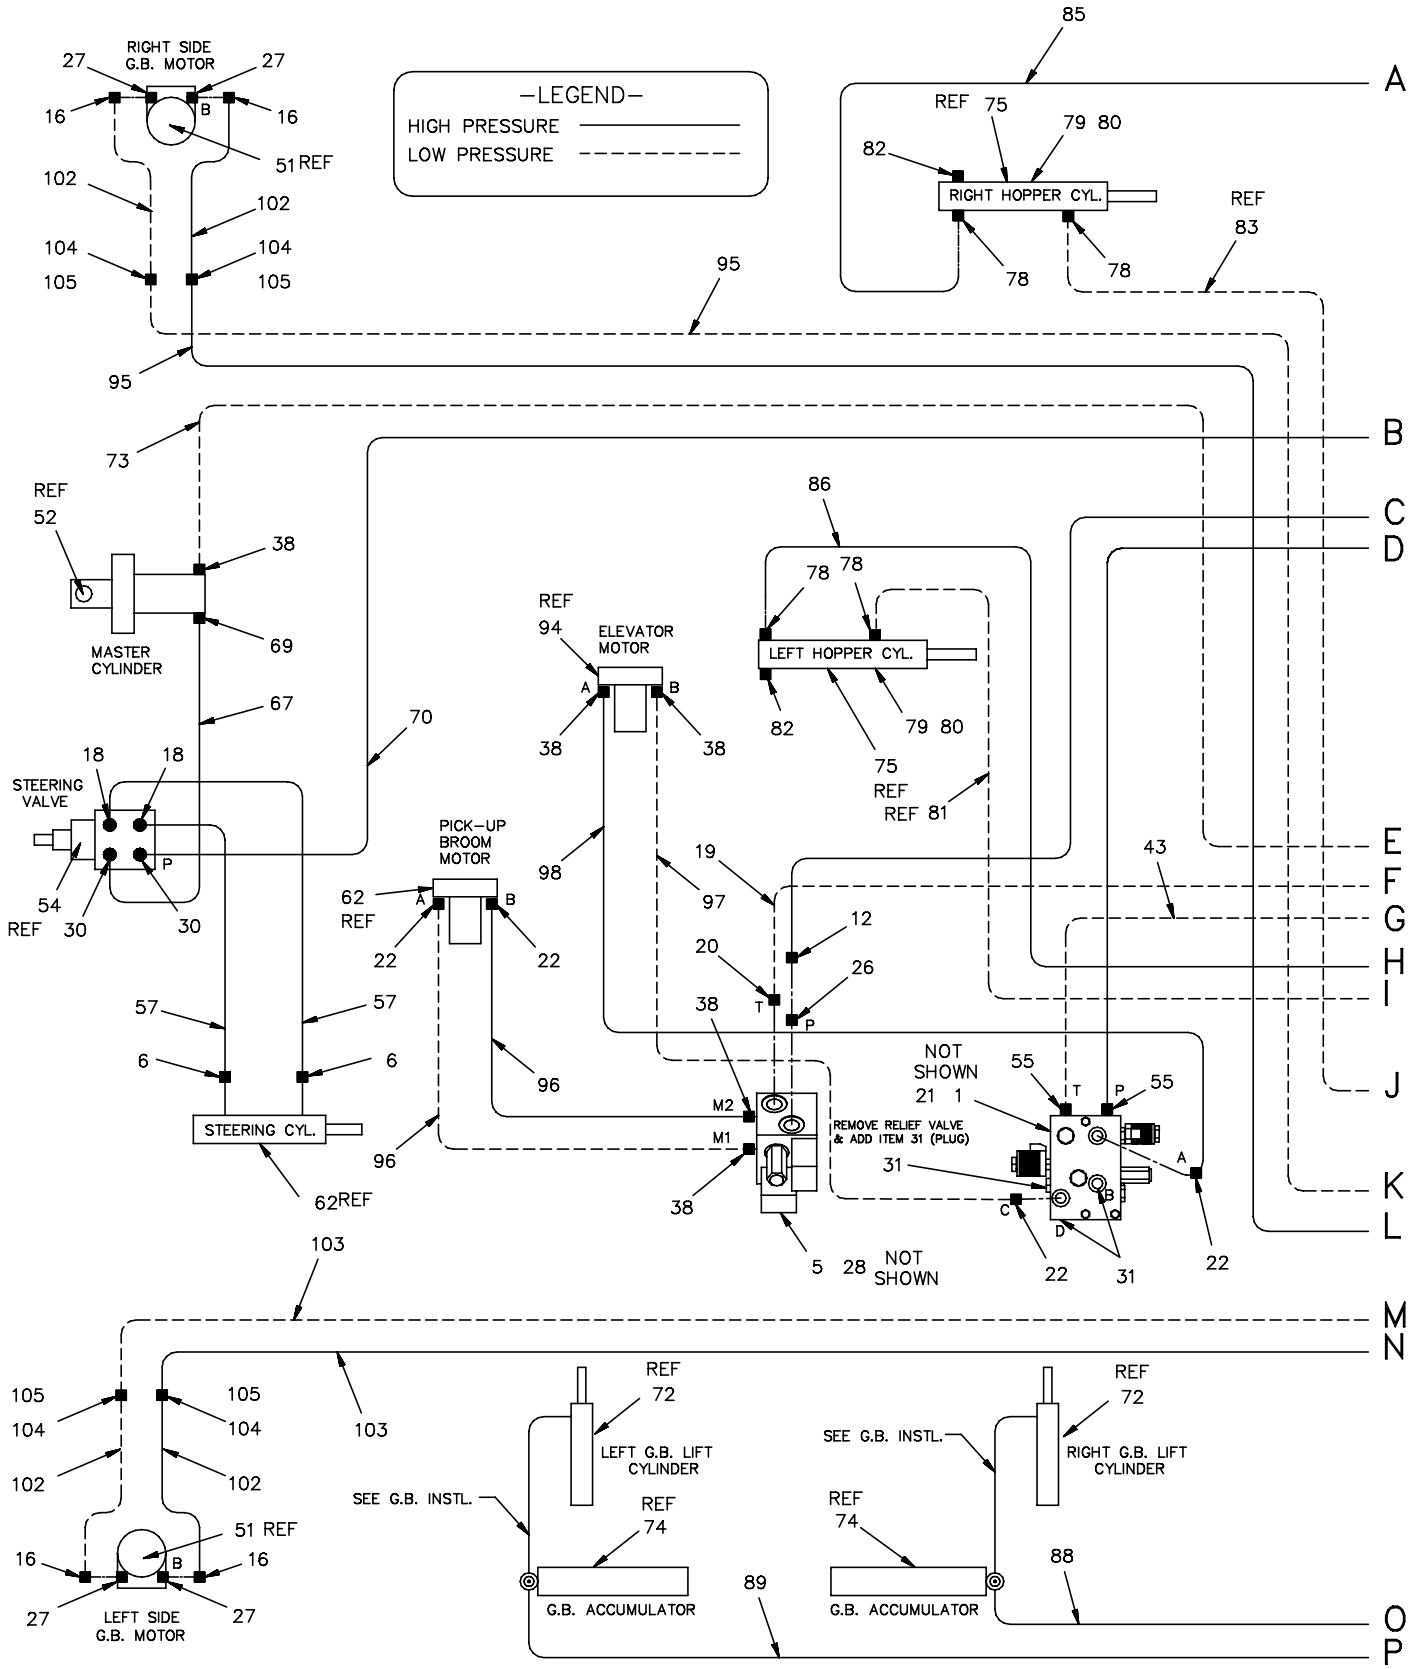 85
RIGHT SIDE
G.B. MOTOR
27
27
A
16
B
16
51 REF
102
102
104
105
104
105
95
95
-LEGEND-
HIGH PRESSURE
LOW PRESSURE
REF 75
79 80
82
RIGHT HOPPER CYL.
REF
83
78
78
73
B
REF
52
38
MASTER
CYLINDER
69
67
70
86
C
D
78
78
REF
94
ELEVATOR
MOTOR
A
B
38
38
LEFT HOPPER CYL.
82
79 80
75
REF
REF 81
18
18
STEERING
VALVE
P
54
REF
30
30
PICK-UP
BROOM
MOTOR
62
REF
A
B
22
22
98
97
19
43
E
F
G
12
H
20
26
I
T
P
57
57
6
6
STEERING CYL.
62REF
38
96
96
M2
M1
38
NOT
SHOWN
21 1
55
T
P
55
J
REMOVE RELIEF VALVE
& ADD ITEM 31 (PLUG)
31
A
B
K
C
D
L
22
31
22
5 28 NOT
SHOWN
103
M
N
105
104
105
104
103
102
102
REF
72
LEFT G.B. LIFT
CYLINDER
REF
72
SEE G.B. INSTL.
RIGHT G.B. LIFT
CYLINDER
SEE G.B. INSTL.
REF
74
REF
74
51 REF
16
B
16
27
27
LEFT SIDE
G.B. MOTOR
G.B. ACCUMULATOR
G.B. ACCUMULATOR
89
88
O
P